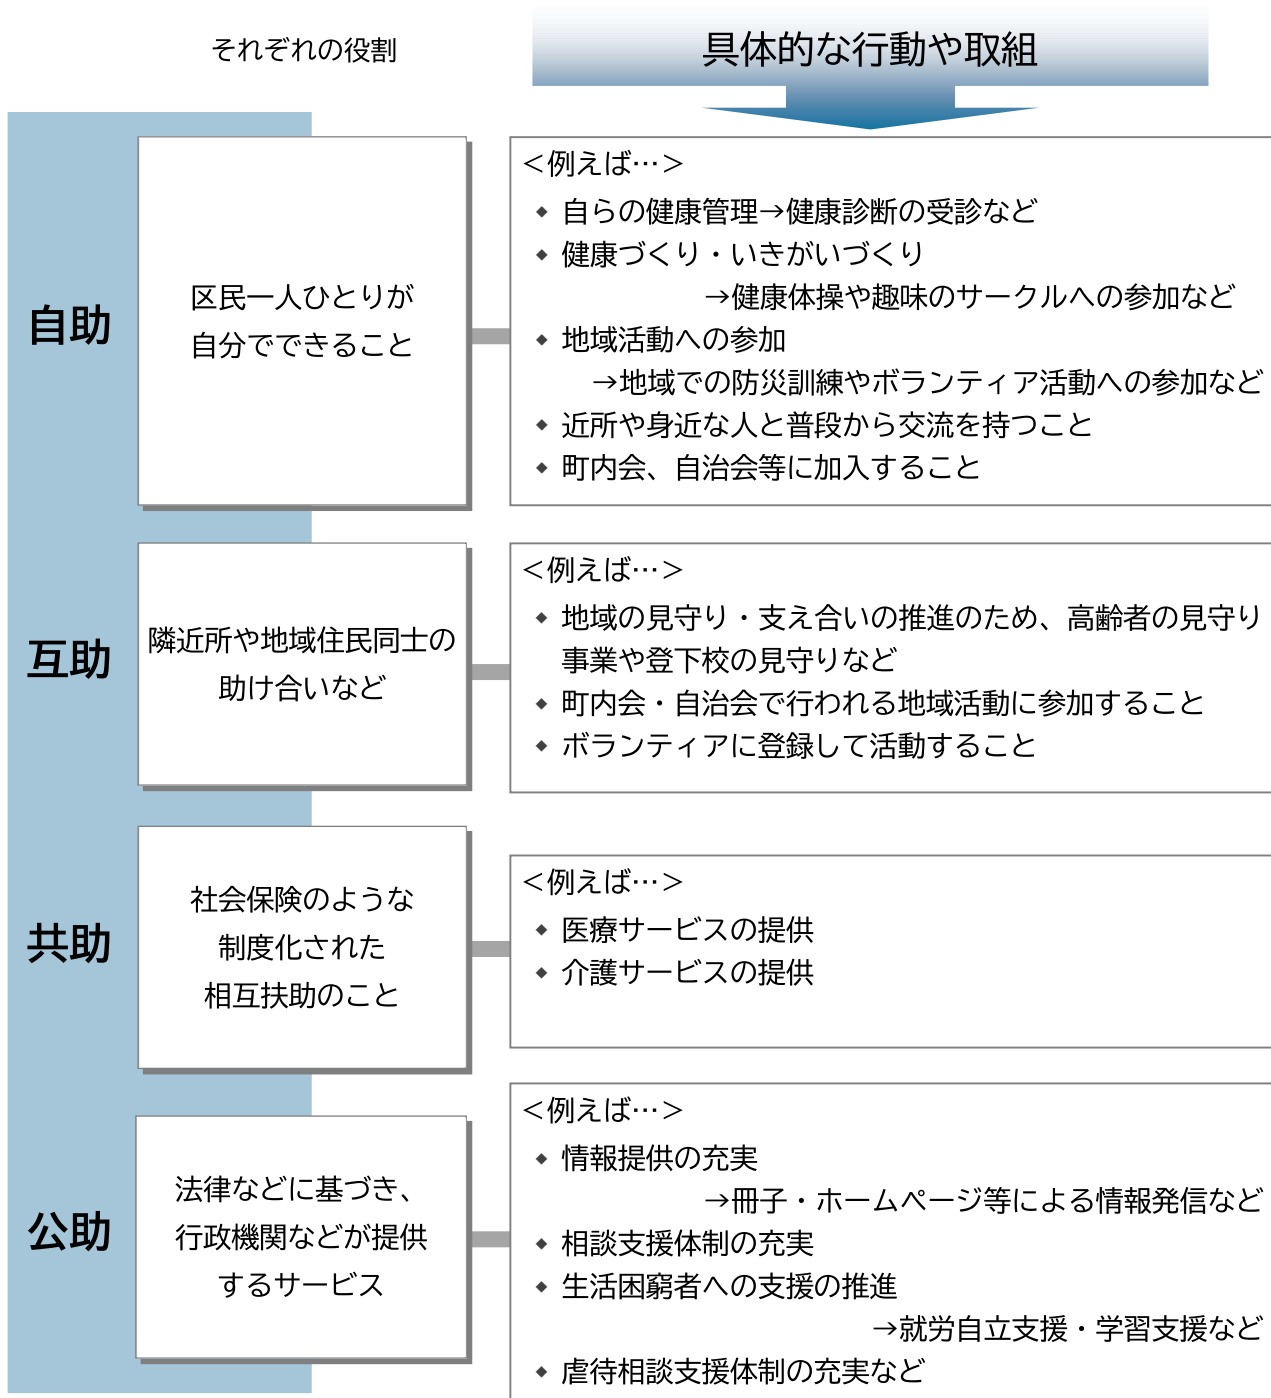 それぞれの役割
具体的な行動や取組
自助
区民一人ひとりが
自分でできること
＜例えば…＞
◆ 自らの健康管理→健康診断の受診など
◆ 健康づくり・いきがいづくり
→健康体操や趣味のサークルへの参加など
◆ 地域活動への参加
→地域での防災訓練やボランティア活動への参加など
◆ 近所や身近な人と普段から交流を持つこと
◆ 町内会、自治会等に加入すること
互助
隣近所や地域住民同士の
助け合いなど
＜例えば…＞
◆ 地域の見守り・支え合いの推進のため、高齢者の見守り
事業や登下校の見守りなど
◆ 町内会・自治会で行われる地域活動に参加すること
◆ ボランティアに登録して活動すること
共助
社会保険のような
制度化された
相互扶助のこと
＜例えば…＞
◆ 医療サービスの提供
◆ 介護サービスの提供
公助
法律などに基づき、
行政機関などが提供
するサービス
＜例えば…＞
◆ 情報提供の充実
→冊子・ホームページ等による情報発信など
◆ 相談支援体制の充実
◆ 生活困窮者への支援の推進
→就労自立支援・学習支援など
◆ 虐待相談支援体制の充実など